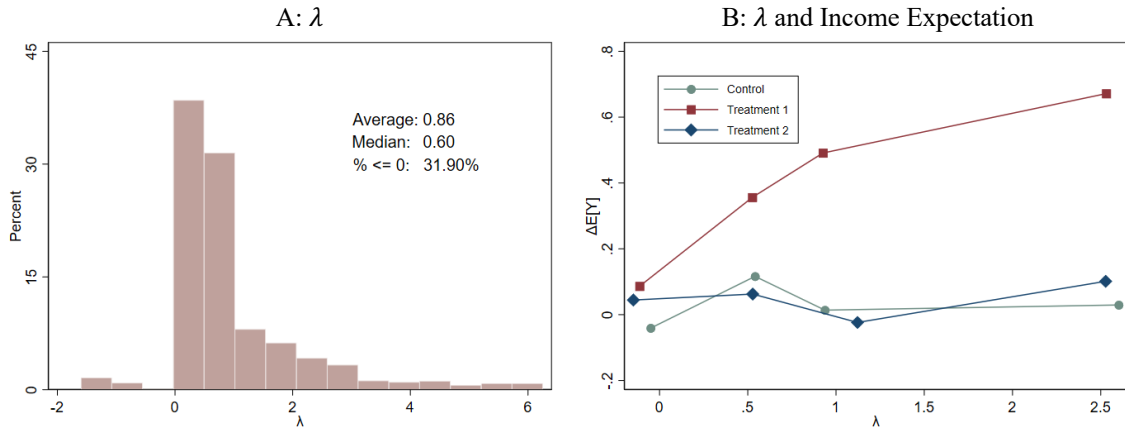 A: λ
45
30
15
0
Percent
-2
0
2
4
6
λ
Average: 0.86
Median: 0.60
% <= 0: 31.90%
B: λ and Income Expectation
.8
.6
.4
.2
0
-.2
ΔE[Y]
0
.5
1
1.5
2
2.5
λ
Control
Treatment 1
Treatment 2